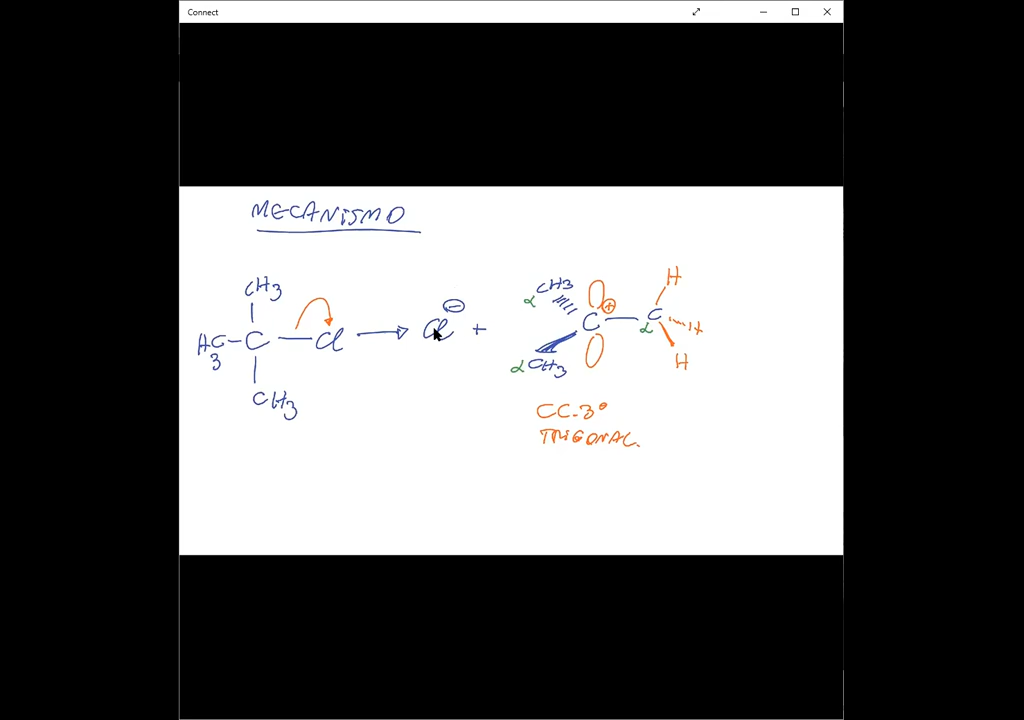 Connect
MECANISMO
CH3
H3C-C-Cl → Cl ⊖ +
CH3
α CH3
C ⊕ - C α
α CH3
H
H
H
CC-3°
TRIGONAL.